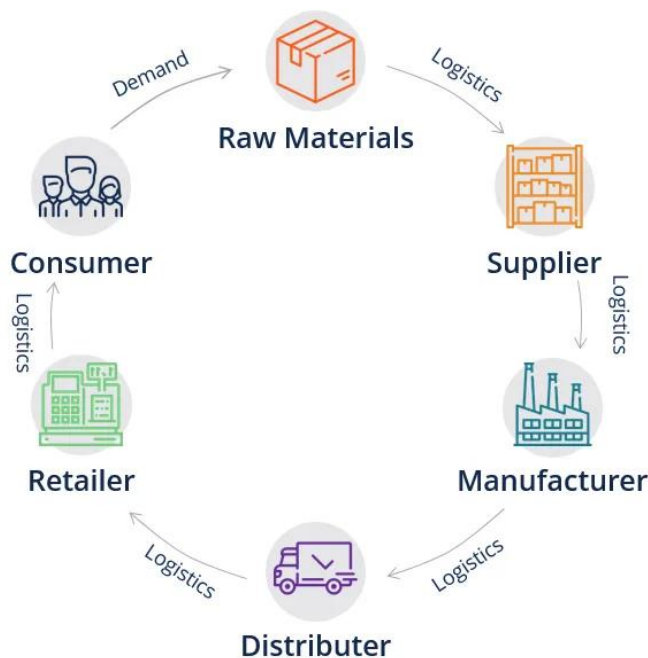 Demand
Logistics
Raw Materials
Consumer
Supplier
Logistics
Logistics
Retailer
Manufacturer
Logistics
Logistics
Distributer